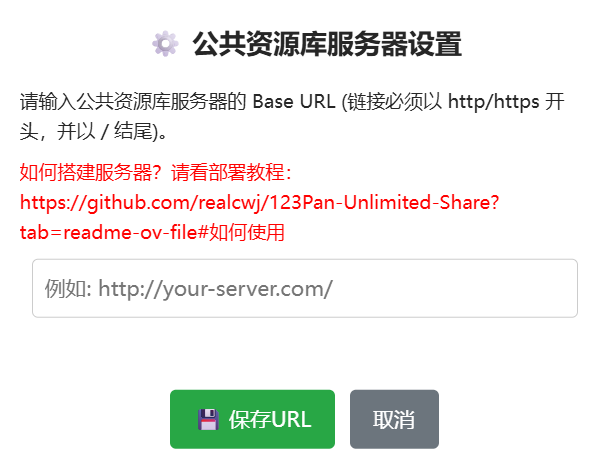 公共资源库服务器设置
请输入公共资源库服务器的 Base URL (链接必须以 http/https 开
头，并以 / 结尾)。
如何搭建服务器？请看部署教程：
https://github.com/realcwj/123Pan-Unlimited-Share?
tab=readme-ov-file#如何使用
例如: http://your-server.com/
保存URL
取消